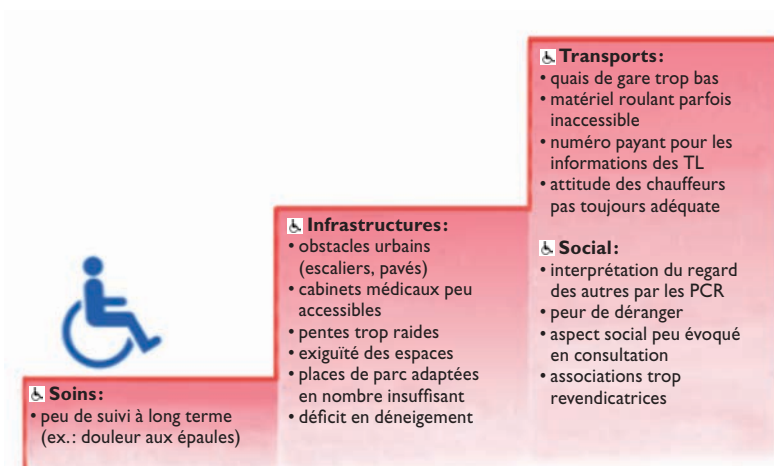 Soins:
• peu de suivi à long terme
(ex.: douleur aux épaules)
Infrastructures:
• obstacles urbains
(escaliers, pavés)
• cabinets médicaux peu
accessibles
• pentes trop raides
• exiguïté des espaces
• places de parc adaptées
en nombre insuffisant
• déficit en déneigement
Transports:
• quais de gare trop bas
• matériel roulant parfois
inaccessible
• numéro payant pour les
informations des TL
• attitude des chauffeurs
pas toujours adéquate
Social:
• interprétation du regard
des autres par les PCR
• peur de déranger
• aspect social peu évoqué
en consultation
• associations trop
revendicatrices